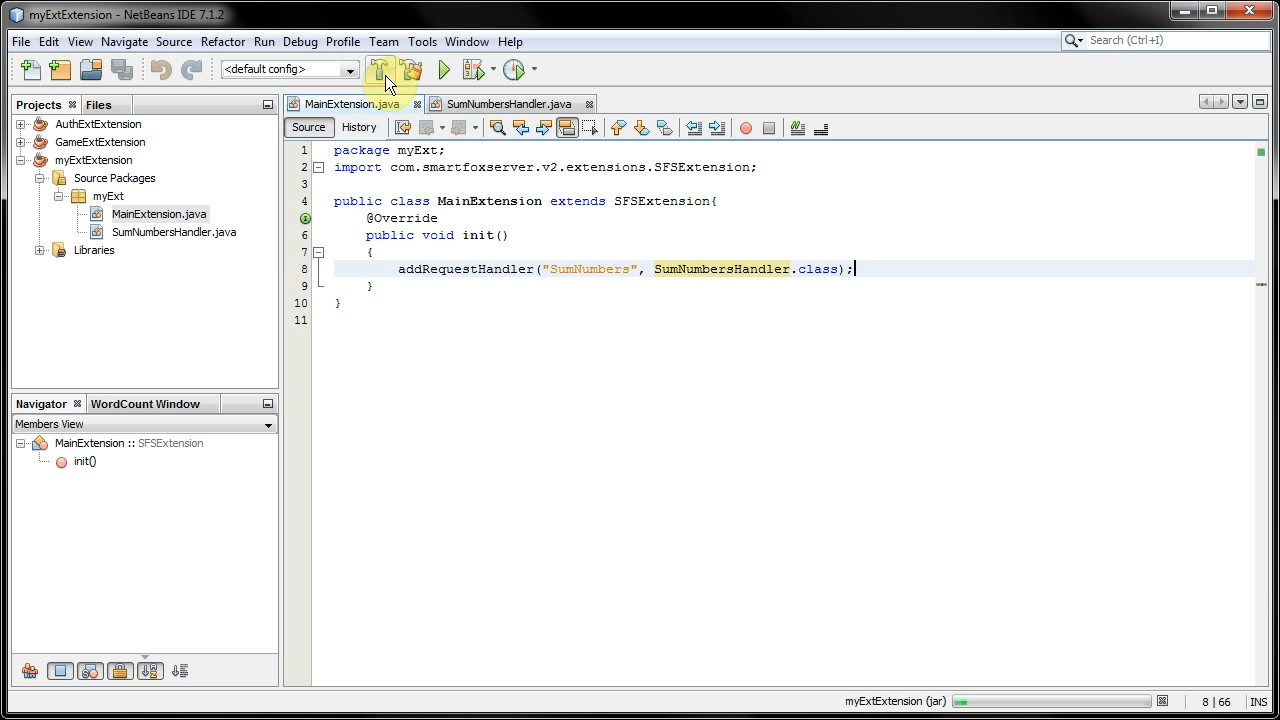 myExtExtension - NetBeans IDE 7.1.2
File Edit View Navigate Source Refactor Run Debug Profile Team Tools Window Help
Search (Ctrl+I)
<default config>
Projects Files
AuthExtExtension
GameExtExtension
myExtExtension
Source Packages
myExt
MainExtension.java
SumNumbersHandler.java
Libraries
Navigator WordCount Window
Members View
MainExtension :: SFSExtension
init()
MainExtension.java SumNumbersHandler.java
Source History
1 package myExt;
2 import com.smartfoxserver.v2.extensions.SFSExtension;
3
4 public class MainExtension extends SFSExtension{
@Override
6 public void init()
7 {
8 addRequestHandler("SumNumbers", SumNumbersHandler.class);
9 }
10 }
11
myExtExtension (jar) 8 | 66 INS